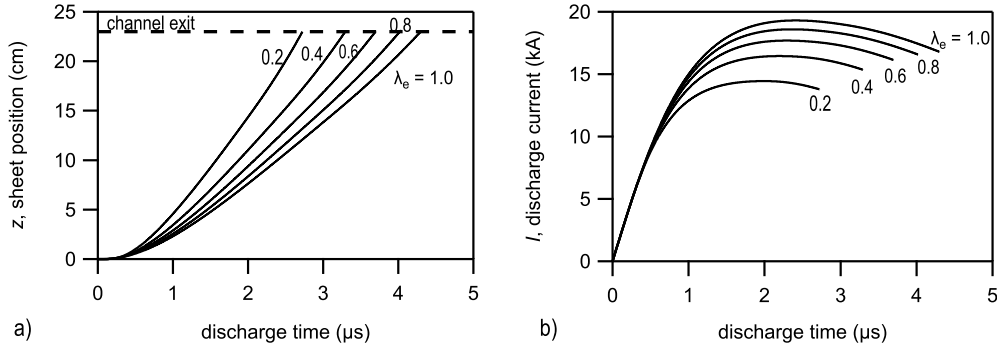 25
20
15
10
5
0
z, sheet position (cm)
channel exit
0.2
0.4
0.6
0.8
λe = 1.0
0 1 2 3 4 5
discharge time (μs)
a)
20
15
10
5
0
I, discharge current (kA)
λe = 1.0
0.8
0.6
0.4
0.2
0 1 2 3 4 5
discharge time (μs)
b)